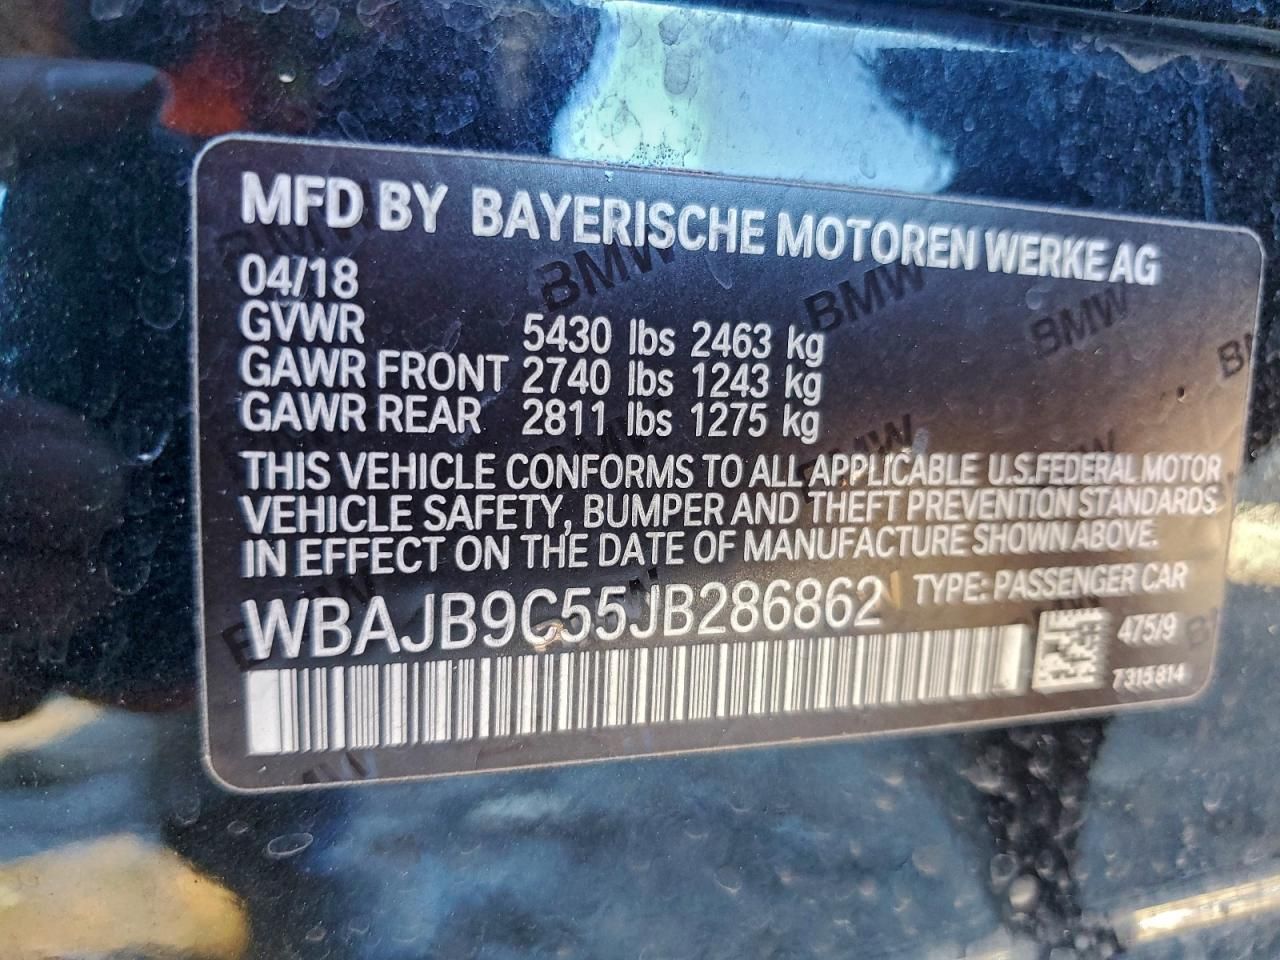 MFD BY BAYERISCHE MOTOREN WERKE AG
04/18
GVWR 5430 lbs 2463 kg
GAWR FRONT 2740 lbs 1243 kg
GAWR REAR 2811 lbs 1275 kg
THIS VEHICLE CONFORMS TO ALL APPLICABLE U.S.FEDERAL MOTOR
VEHICLE SAFETY, BUMPER AND THEFT PREVENTION STANDARDS
IN EFFECT ON THE DATE OF MANUFACTURE SHOWN ABOVE.
WBAJB9C55JB286862 TYPE: PASSENGER CAR
475/9
7315814